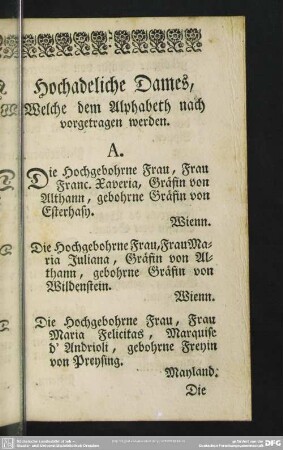 Hochadeliche Dames,
Welche dem Alphabeth nach
vorgetragen werden.
A.
Die Hochgebohrne Frau, Frau
Franc. Xaveria, Gräfin von
Althann, gebohrne Gräfin von
Esterhasy.
Wienn.
Die Hochgebohrne Frau, Frau Ma-
ria Juliana, Gräfin von Al-
thann, gebohrne Gräfin von
Wildenstein.
Wienn.
Die Hochgebohrne Frau, Frau
Maria Felicitas, Marquise
d' Andrioli, gebohrne Freyin
von Preysing.
Mayland.
Die
DFG